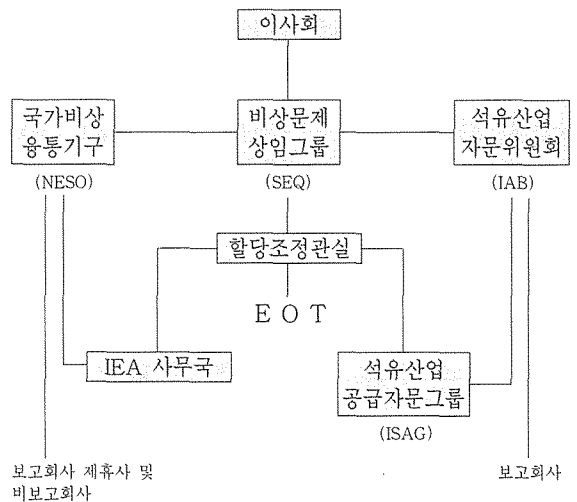 이사회
국가비상
융통기구
(NESO)
비상문제
상임그룹
(SEQ)
석유산업
자문위원회
(IAB)
할당조정관실
E O T
IEA 사무국
석유산업
공급자문그룹
(ISAG)
보고회사 제휴사 및
비보고회사
보고회사